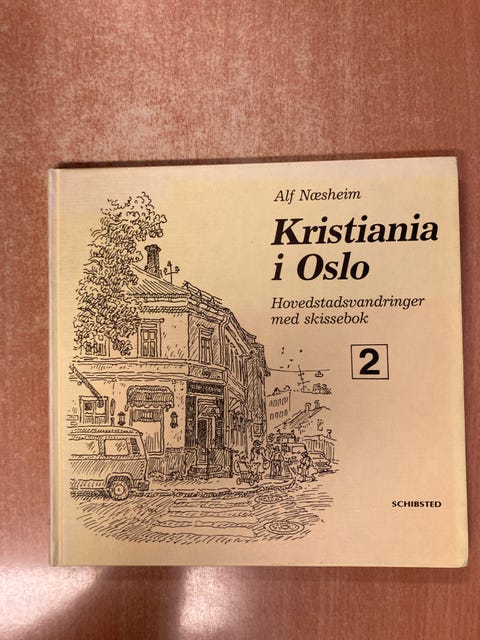 Alf Næsheim
Kristiania
i Oslo
Hovedstadsvandringer
med skissebok
2
SCHIBSTED